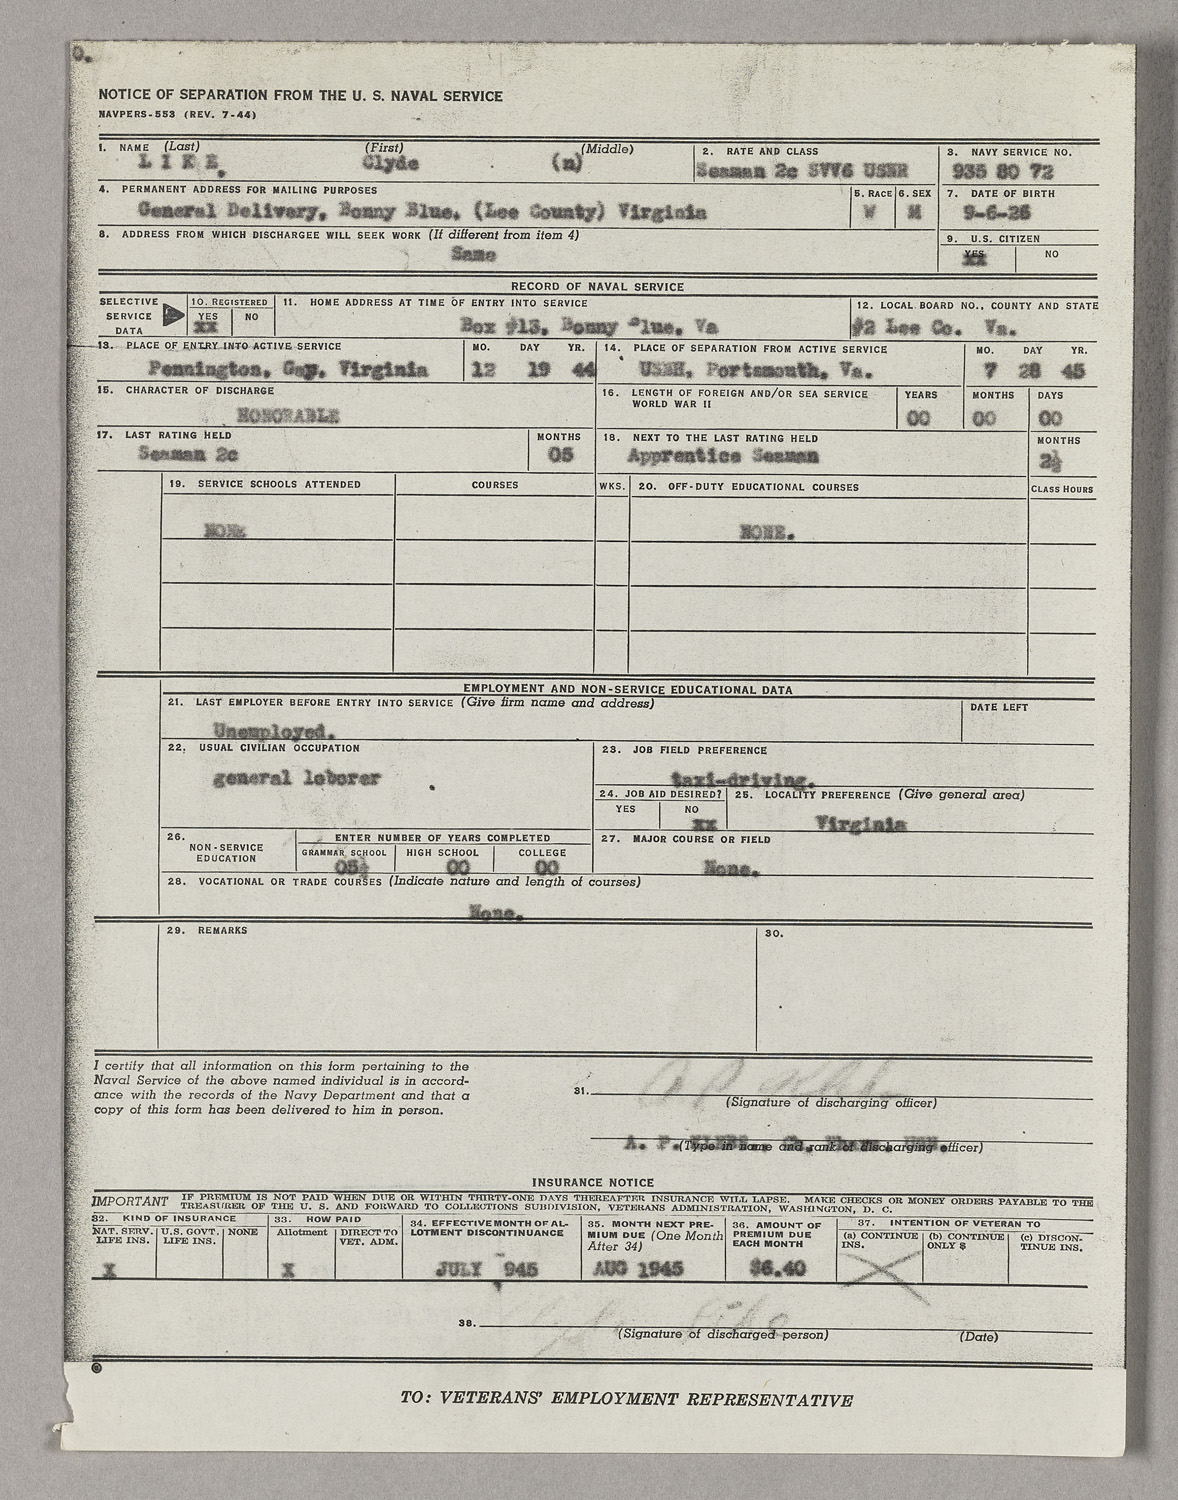 NOTICE OF SEPARATION FROM THE U. S. NAVAL SERVICE
NAVPERS-553 (REV. 7-44)
1. NAME (Last) (First) (Middle) 2. RATE AND CLASS 3. NAVY SERVICE NO.
LIKE, Clyde (n) Seaman 2c SVV6 USNR 935 80 72
4. PERMANENT ADDRESS FOR MAILING PURPOSES 5. RACE 6. SEX 7. DATE OF BIRTH
General Delivery, Bonny Blue, (Lee County) Virginia W M 9-6-26
8. ADDRESS FROM WHICH DISCHARGEE WILL SEEK WORK (If different from item 4) 9. U.S. CITIZEN
Same YES xx NO
RECORD OF NAVAL SERVICE
SELECTIVE SERVICE DATA 10. REGISTERED 11. HOME ADDRESS AT TIME OF ENTRY INTO SERVICE 12. LOCAL BOARD NO., COUNTY AND STATE
YES xx NO Box #13, Bonny Blue, Va #2 Lee Co. Va.
13. PLACE OF ENTRY INTO ACTIVE SERVICE MO. DAY YR. 14. PLACE OF SEPARATION FROM ACTIVE SERVICE MO. DAY YR.
Pennington, Gap, Virginia 12 19 44 USNH, Portsmouth, Va. 7 28 45
15. CHARACTER OF DISCHARGE 16. LENGTH OF FOREIGN AND/OR SEA SERVICE WORLD WAR II YEARS MONTHS DAYS
HONORABLE 00 00 00
17. LAST RATING HELD MONTHS 18. NEXT TO THE LAST RATING HELD MONTHS
Seaman 2c 05 Apprentice Seaman 2½
19. SERVICE SCHOOLS ATTENDED COURSES WKS. 20. OFF-DUTY EDUCATIONAL COURSES CLASS HOURS
NONE NONE.
EMPLOYMENT AND NON-SERVICE EDUCATIONAL DATA
21. LAST EMPLOYER BEFORE ENTRY INTO SERVICE (Give firm name and address) DATE LEFT
Unemployed.
22. USUAL CIVILIAN OCCUPATION 23. JOB FIELD PREFERENCE
general loborer taxi-driving.
24. JOB AID DESIRED? 25. LOCALITY PREFERENCE (Give general area)
YES NO xx Virginia
26. NON-SERVICE EDUCATION ENTER NUMBER OF YEARS COMPLETED 27. MAJOR COURSE OR FIELD
GRAMMAR SCHOOL HIGH SCHOOL COLLEGE
05½ 00 00 None.
28. VOCATIONAL OR TRADE COURSES (Indicate nature and length of courses)
None.
29. REMARKS 30.
I certify that all information on this form pertaining to the
Naval Service of the above named individual is in accord-
ance with the records of the Navy Department and that a
copy of this form has been delivered to him in person.
31. (Signature of discharging officer)
A. P. (Type in name and rank of discharging officer)
INSURANCE NOTICE
IMPORTANT IF PREMIUM IS NOT PAID WHEN DUE OR WITHIN THIRTY-ONE DAYS THEREAFTER INSURANCE WILL LAPSE. MAKE CHECKS OR MONEY ORDERS PAYABLE TO THE
TREASURER OF THE U. S. AND FORWARD TO COLLECTIONS SUBDIVISION, VETERANS ADMINISTRATION, WASHINGTON, D. C.
32. KIND OF INSURANCE 33. HOW PAID 34. EFFECTIVE MONTH OF ALLOTMENT DISCONTINUANCE 35. MONTH NEXT PREMIUM DUE (One Month After 34) 36. AMOUNT OF PREMIUM DUE EACH MONTH 37. INTENTION OF VETERAN TO
NAT. SERV. LIFE INS. U.S. GOVT. LIFE INS. NONE Allotment DIRECT TO VET. ADM. (a) CONTINUE INS. (b) CONTINUE ONLY $ (c) DISCONTINUE INS.
X X JULY 945 AUG 1945 $6.40 X
38. (Signature of discharged person) (Date)
TO: VETERANS' EMPLOYMENT REPRESENTATIVE